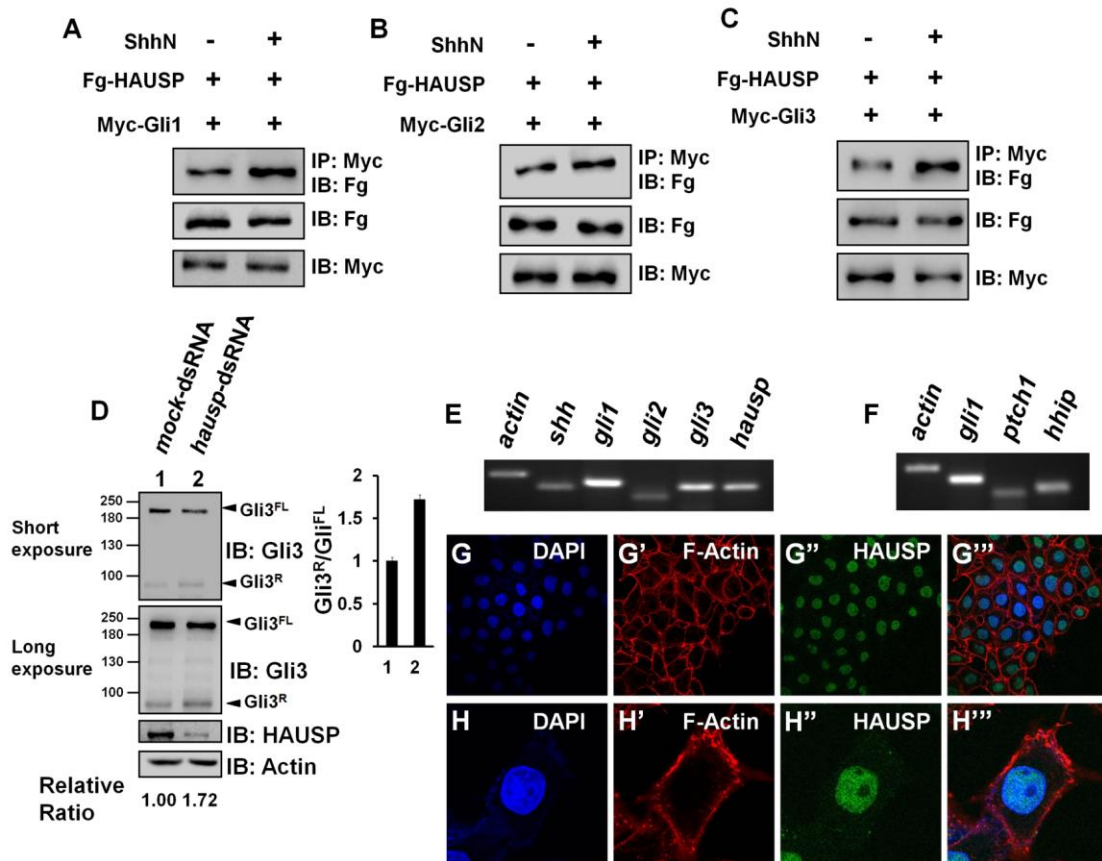 A
ShhN - +
Fg-HAUSP + +
Myc-Gli1 + +
IP: Myc
IB: Fg
IB: Fg
IB: Myc
B
ShhN - +
Fg-HAUSP + +
Myc-Gli2 + +
IP: Myc
IB: Fg
IB: Fg
IB: Myc
C
ShhN - +
Fg-HAUSP + +
Myc-Gli3 + +
IP: Myc
IB: Fg
IB: Fg
IB: Myc
D
mock-dsRNA
hausp-dsRNA
1 2
Short exposure
250
180
130
100
Gli3FL
IB: Gli3
Gli3R
Long exposure
250
180
130
100
Gli3FL
IB: Gli3
Gli3R
IB: HAUSP
IB: Actin
Relative Ratio
1.00 1.72
Gli3R/GliFL
2
1.5
1
0.5
0
1 2
E
actin shh gli1 gli2 gli3 hausp
F
actin gli1 ptch1 hhip
G DAPI
G' F-Actin
G'' HAUSP
G'''
H DAPI
H' F-Actin
H'' HAUSP
H'''